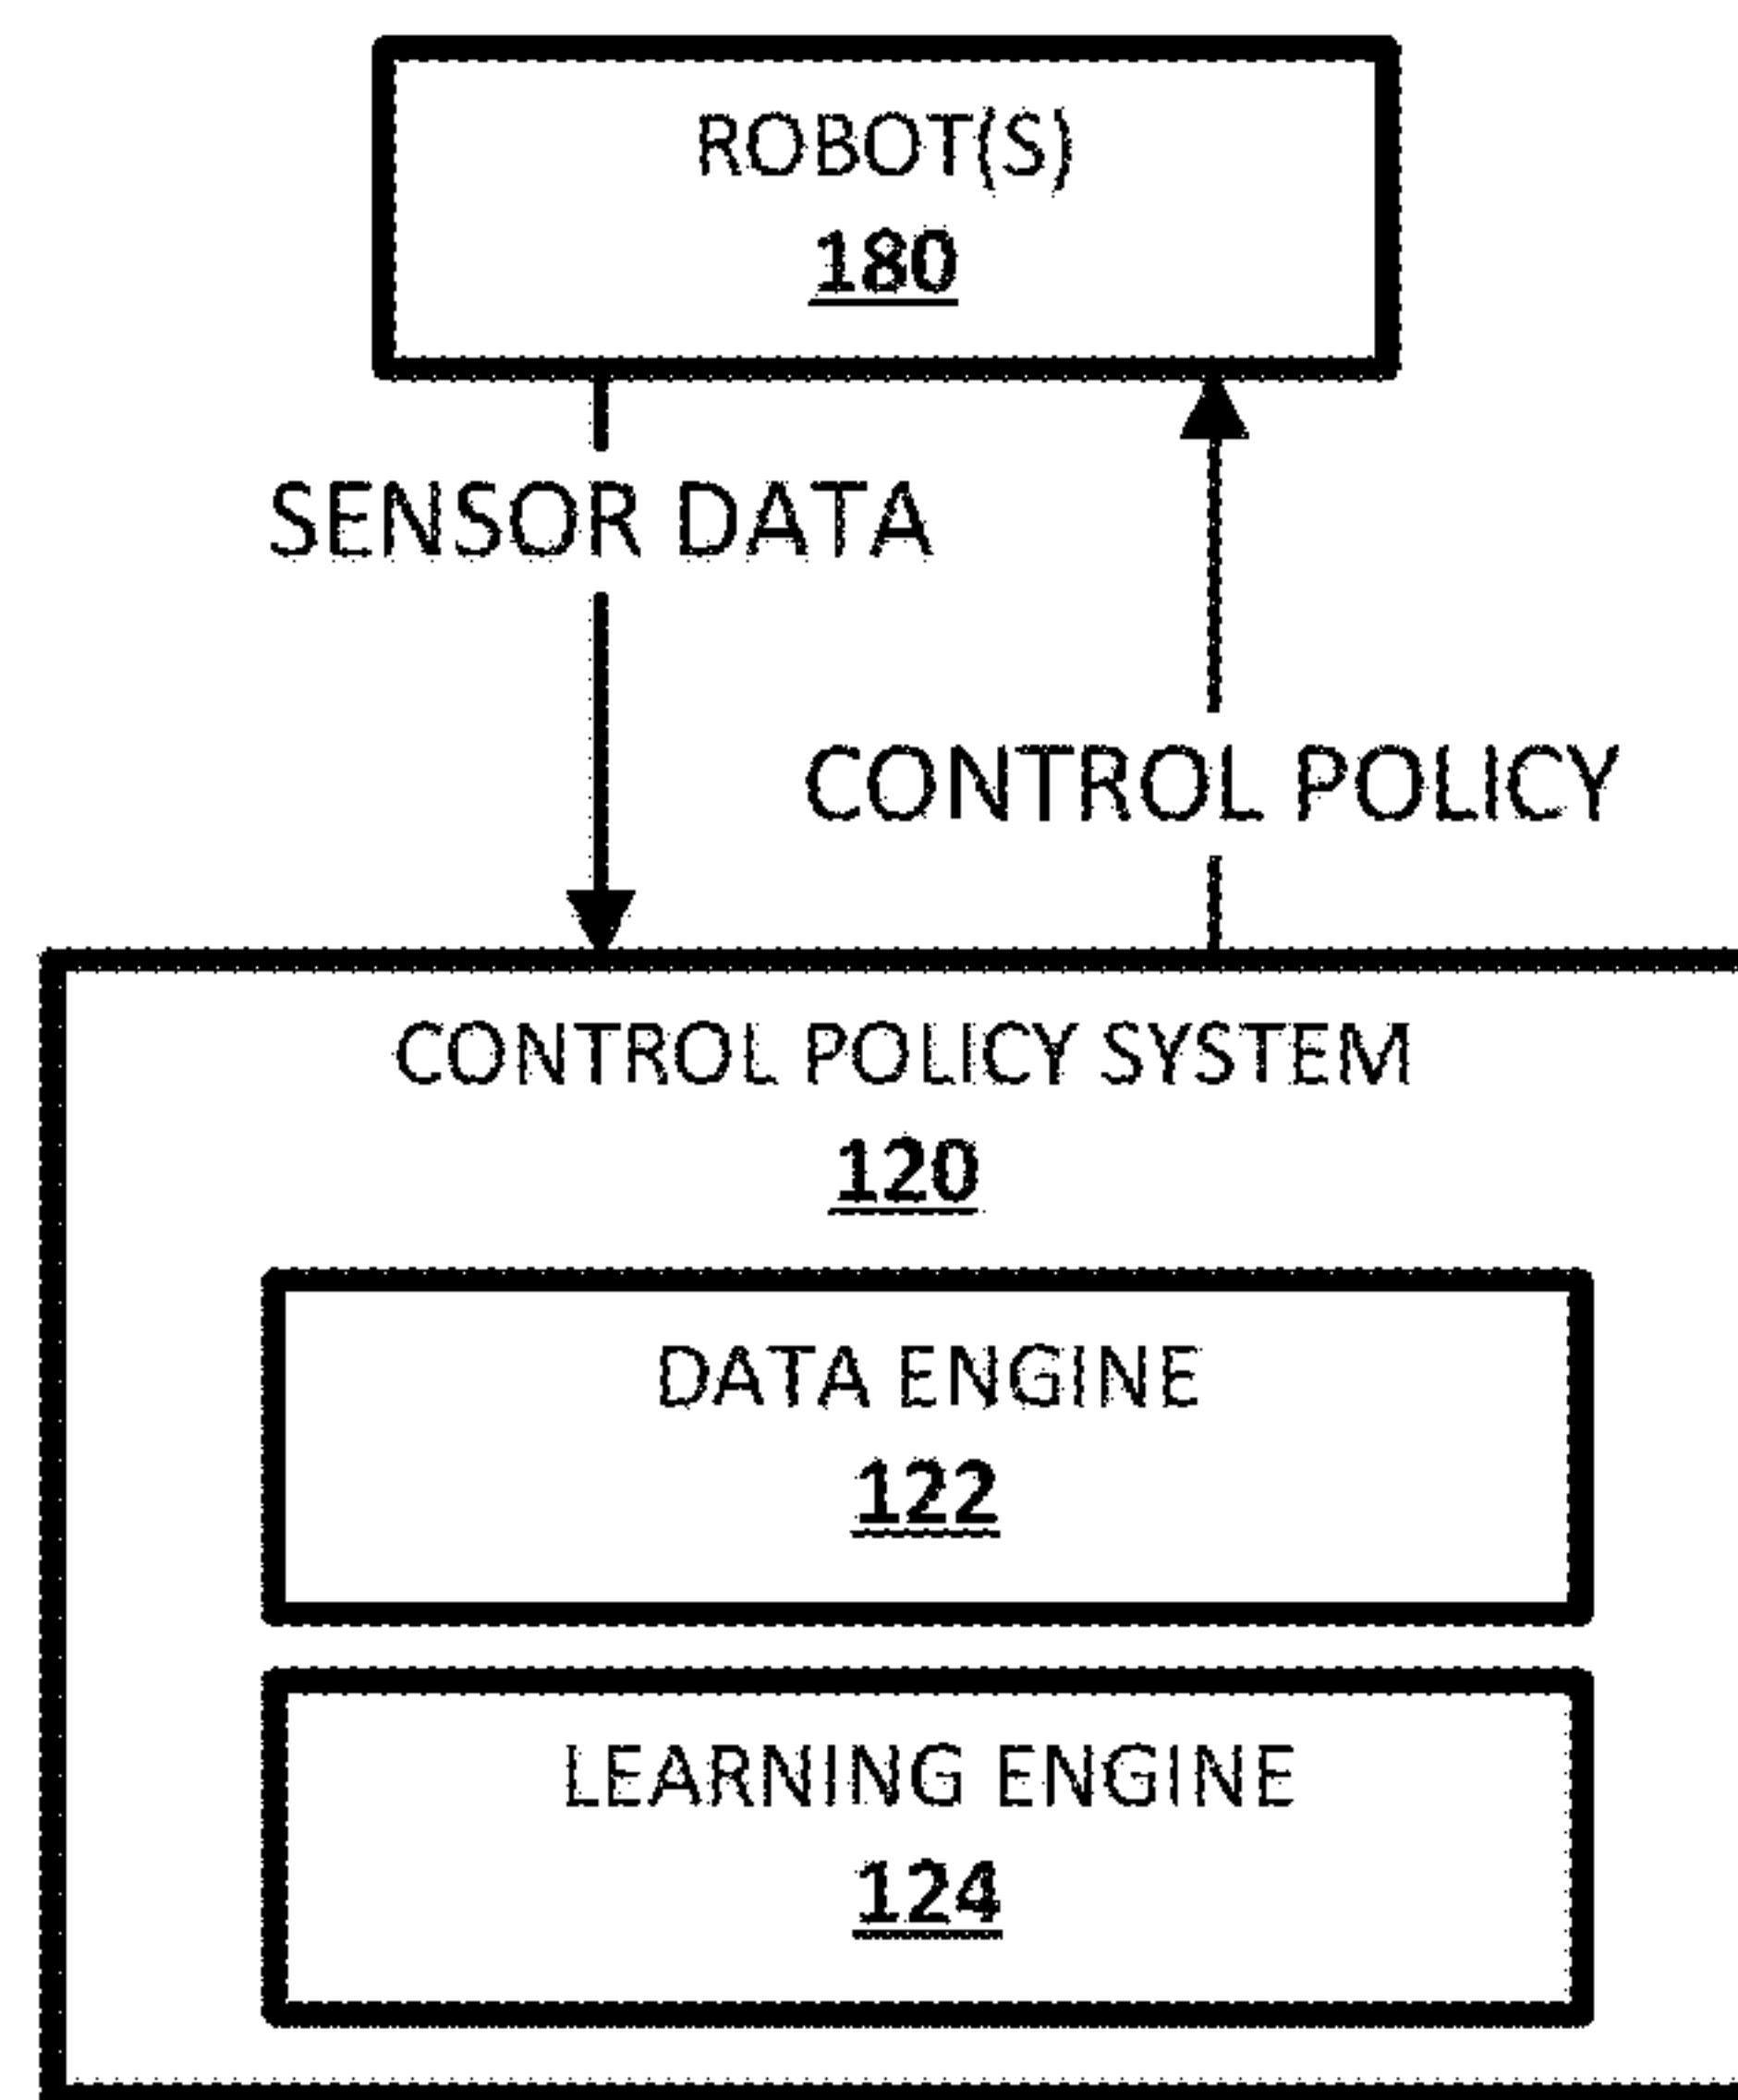 ROBOT(S)
180
SENSOR DATA
CONTROL POLICY
CONTROL POLICY SYSTEM
120
DATA ENGINE
122
LEARNING ENGINE
124